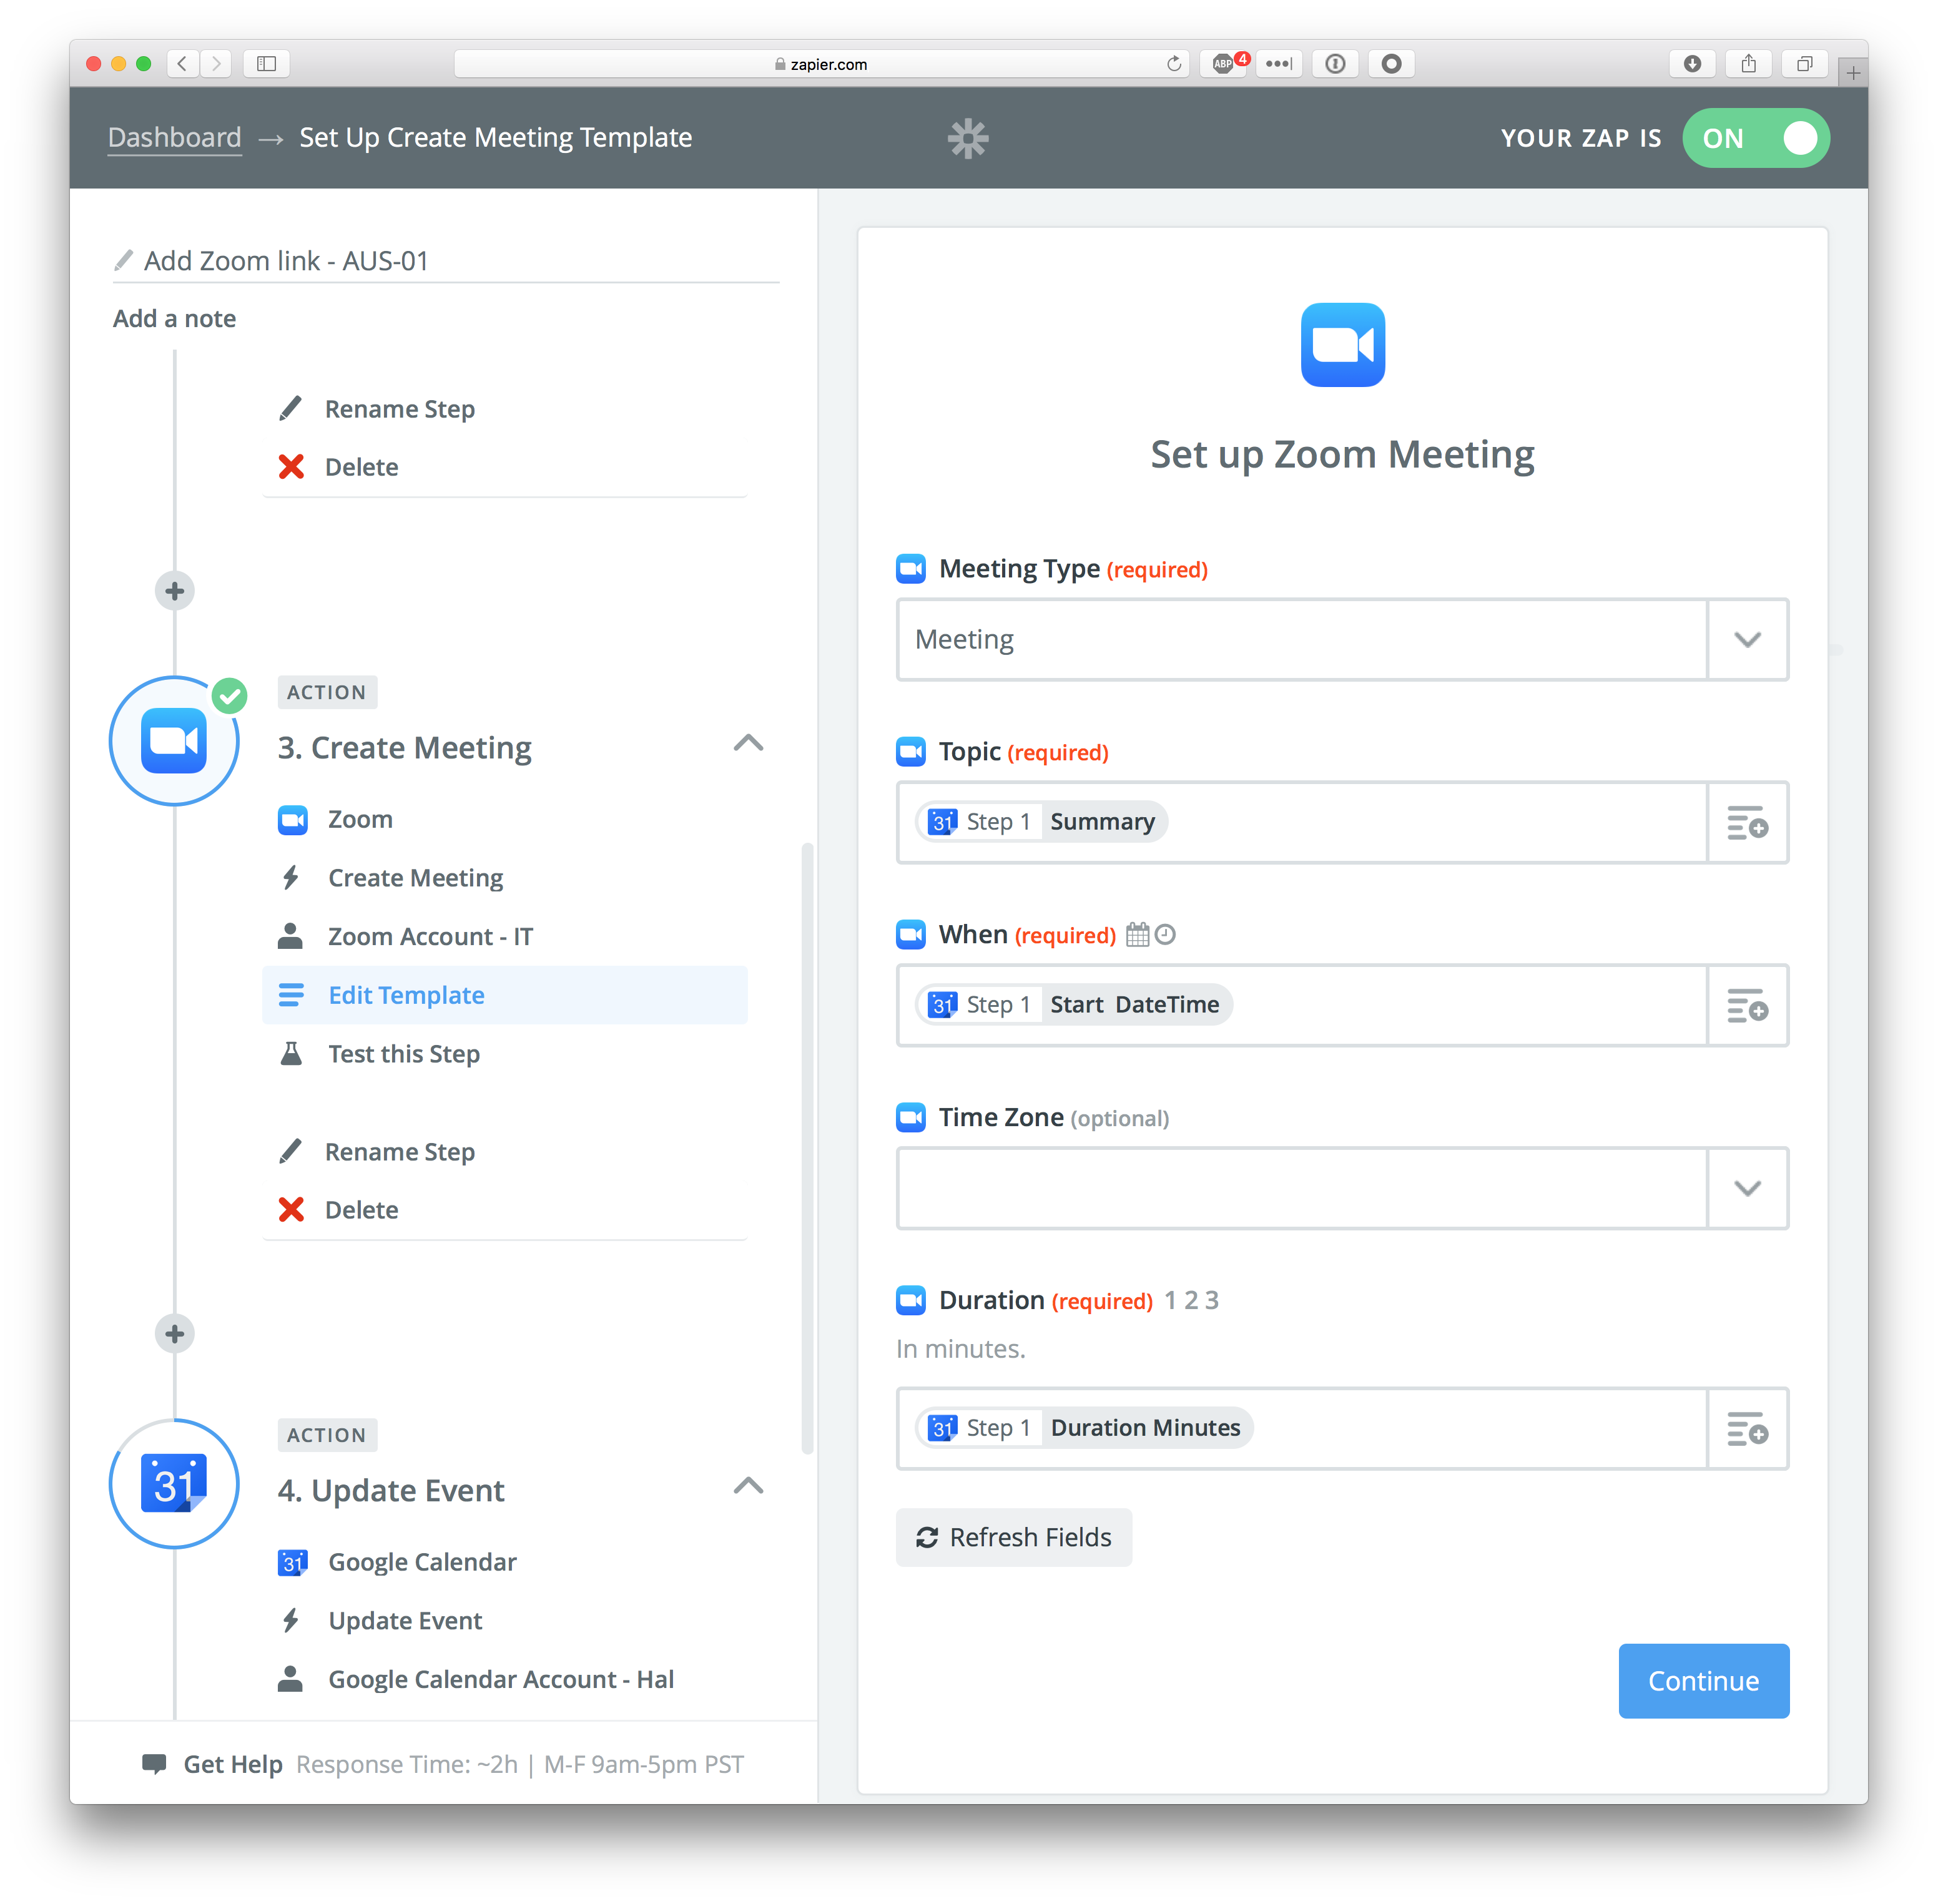 zapier.com
ABP 4
Dashboard → Set Up Create Meeting Template
YOUR ZAP IS ON
Add Zoom link - AUS-01
Add a note
Rename Step
Delete
ACTION
3. Create Meeting
Zoom
Create Meeting
Zoom Account - IT
Edit Template
Test this Step
Rename Step
Delete
ACTION
31
4. Update Event
31 Google Calendar
Update Event
Google Calendar Account - Hal
Get Help Response Time: ~2h | M-F 9am-5pm PST
Set up Zoom Meeting
Meeting Type (required)
Meeting
Topic (required)
31 Step 1 Summary
When (required)
31 Step 1 Start DateTime
Time Zone (optional)
Duration (required) 1 2 3
In minutes.
31 Step 1 Duration Minutes
Refresh Fields
Continue